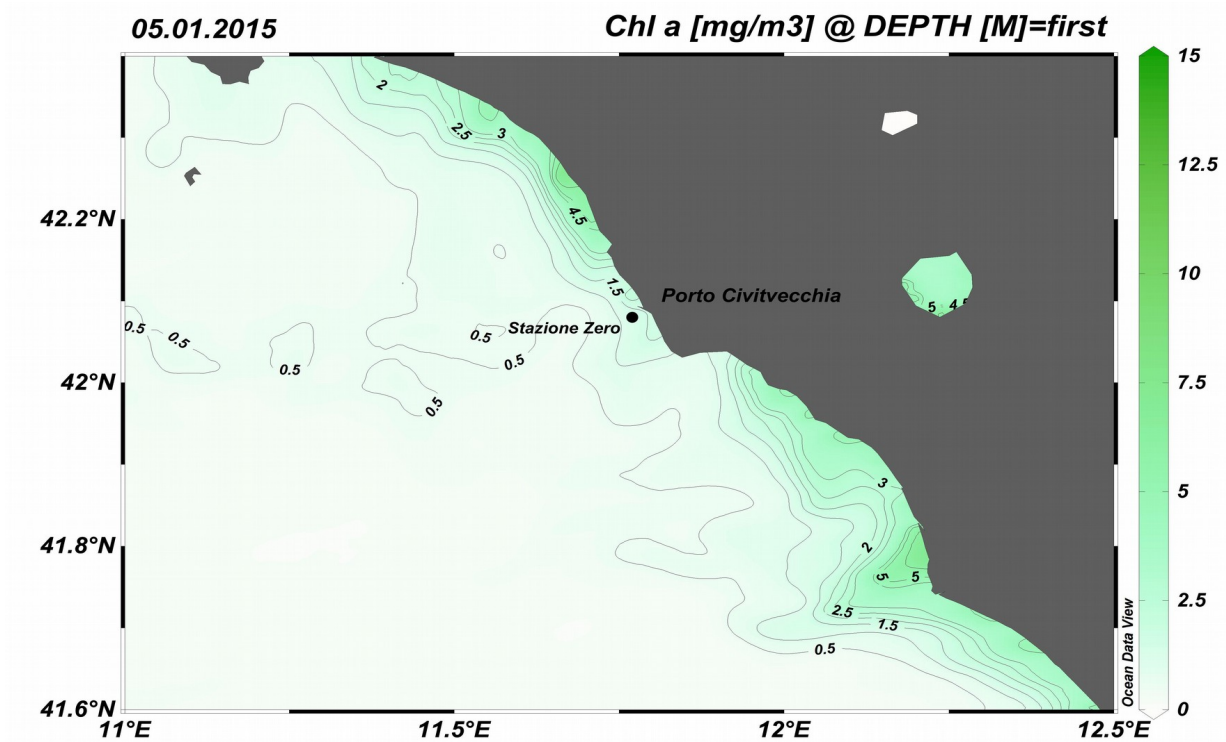 05.01.2015
Chl a [mg/m3] @ DEPTH [M]=first
15
12.5
10
7.5
5
2.5
0
42.2°N
42°N
41.8°N
41.6°N
11°E
11.5°E
12°E
12.5°E
2
2.5
3
4.5
1.5
Porto Civitvecchia
Stazione Zero
5
4.5
0.5
0.5
0.5
0.5
0.5
0.5
3
2
5
5
2.5
1.5
0.5
Ocean Data View